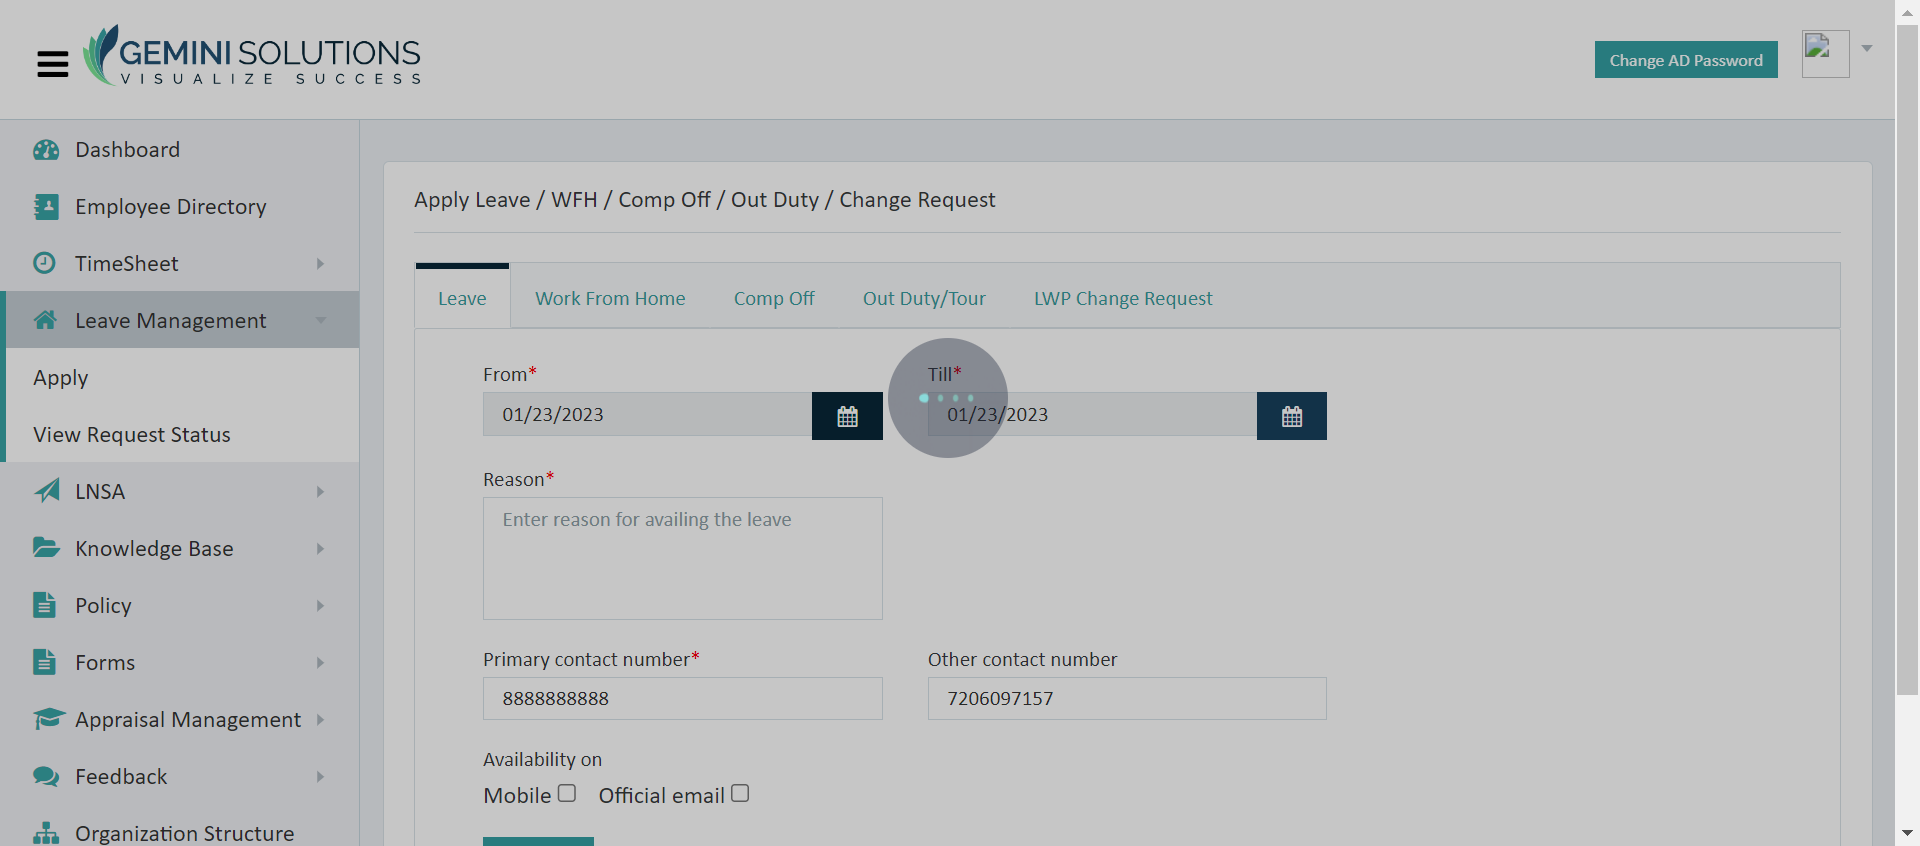 GEMINI SOLUTIONS
VISUALIZE SUCCESS
Change AD Password
Dashboard
Employee Directory
TimeSheet
Leave Management
Apply
View Request Status
LNSA
Knowledge Base
Policy
Forms
Appraisal Management
Feedback
Organization Structure
Apply Leave / WFH / Comp Off / Out Duty / Change Request
Leave Work From Home Comp Off Out Duty/Tour LWP Change Request
From* Till*
01/23/2023 01/23/2023
Reason*
Enter reason for availing the leave
Primary contact number* Other contact number
8888888888 7206097157
Availability on
Mobile Official email